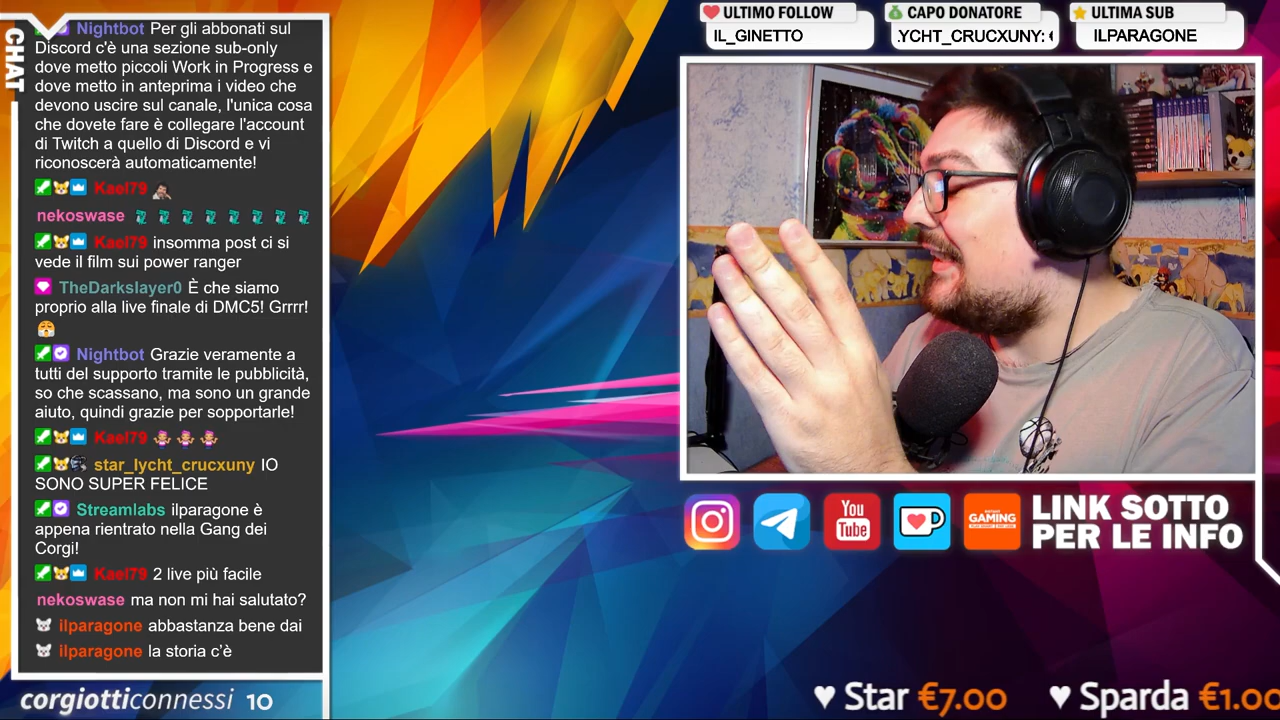 CHAT
Nightbot Per gli abbonati sul
Discord c'è una sezione sub-only
dove metto piccoli Work in Progress e
dove metto in anteprima i video che
devono uscire sul canale, l'unica cosa
che dovete fare è collegare l'account
di Twitch a quello di Discord e vi
riconoscerà automaticamente!
Kael79
nekoswase
Kael79 insomma post ci si
vede il film sui power ranger
TheDarkslayer0 È che siamo
proprio alla live finale di DMC5! Grrrr!
Nightbot Grazie veramente a
tutti del supporto tramite le pubblicità,
so che scassano, ma sono un grande
aiuto, quindi grazie per sopportarle!
Kael79
star_lycht_crucxuny IO
SONO SUPER FELICE
Streamlabs ilparagone è
appena rientrato nella Gang dei
Corgi!
Kael79 2 live più facile
nekoswase ma non mi hai salutato?
ilparagone abbastanza bene dai
ilparagone la storia c'è
corgiotticonnessi 10
ULTIMO FOLLOW
IL_GINETTO
CAPO DONATORE
.YCHT_CRUCXUNY:
ULTIMA SUB
ILPARAGONE
You
Tube
INSTANT
GAMING
LINK SOTTO
PER LE INFO
♥ Star €7.00 ♥ Sparda €1.00